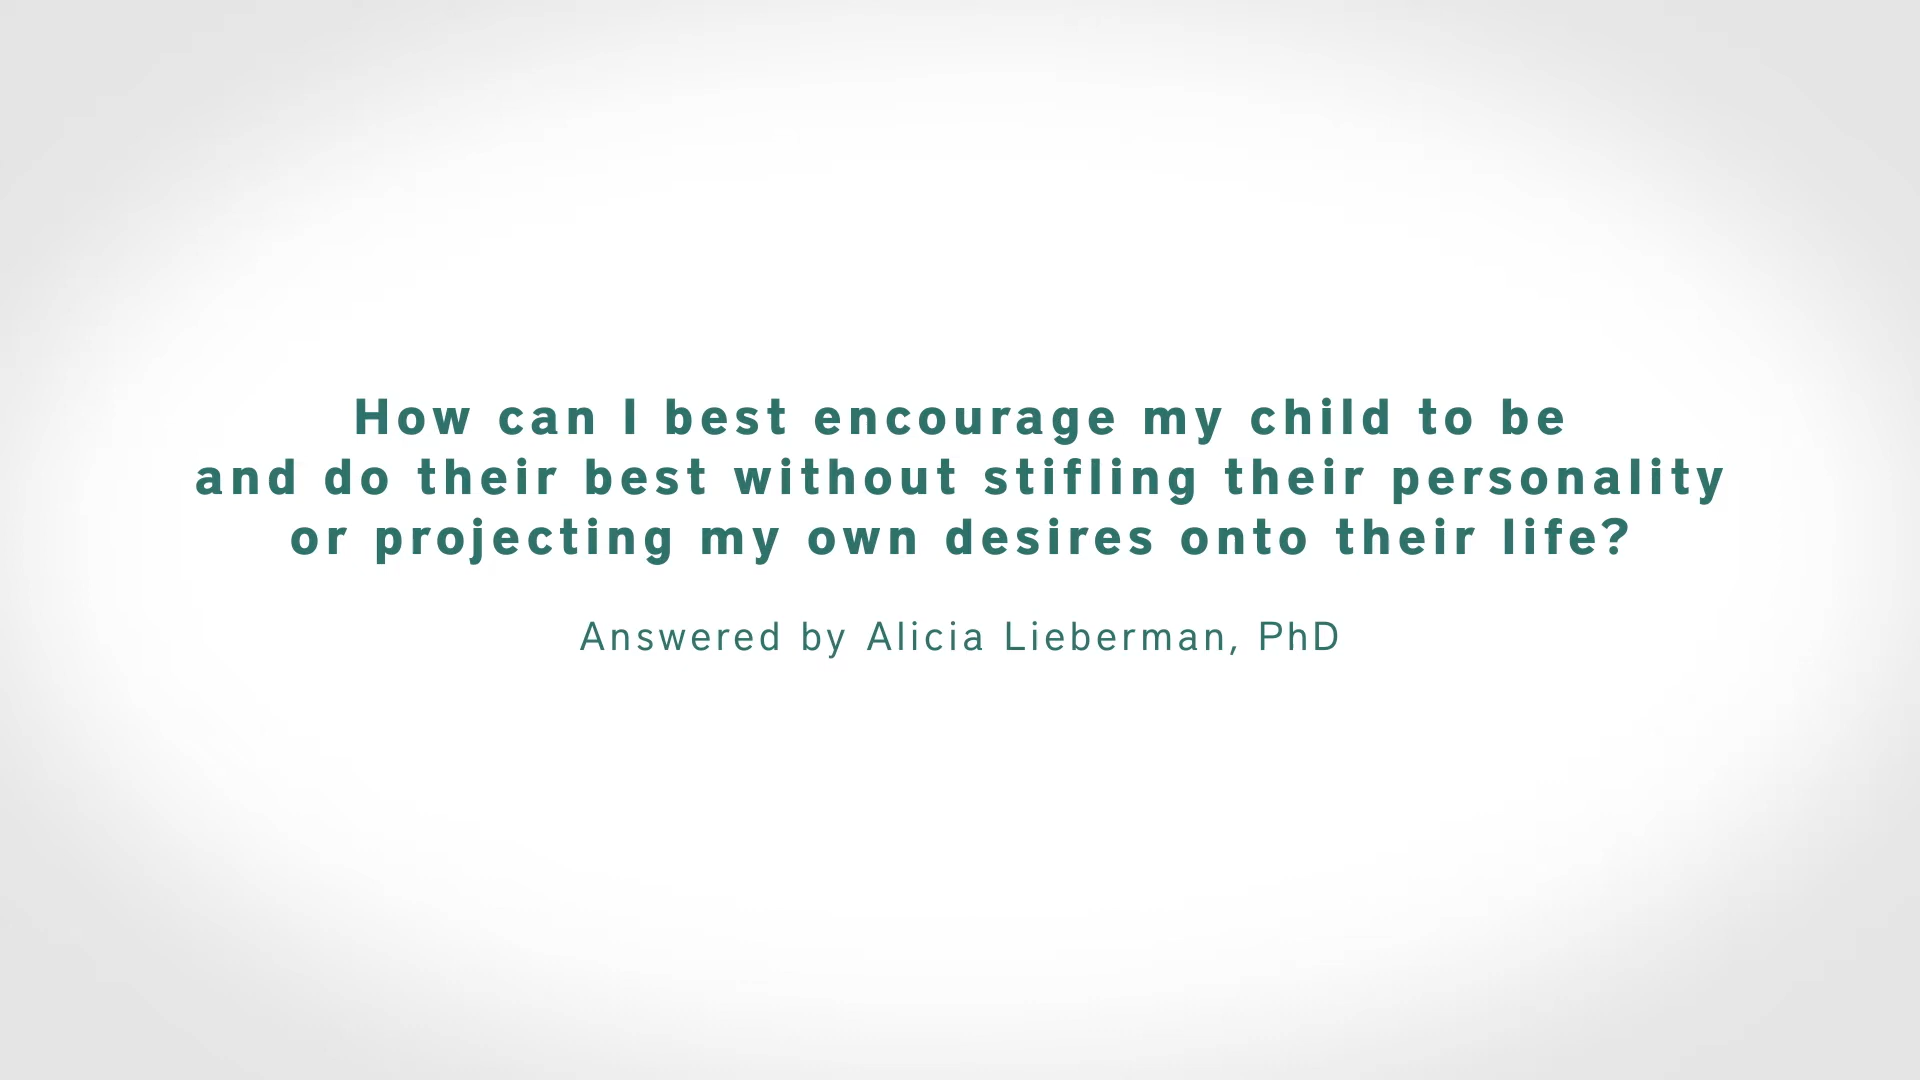 How can I best encourage my child to be
and do their best without stifling their personality
or projecting my own desires onto their life?
Answered by Alicia Lieberman, PhD